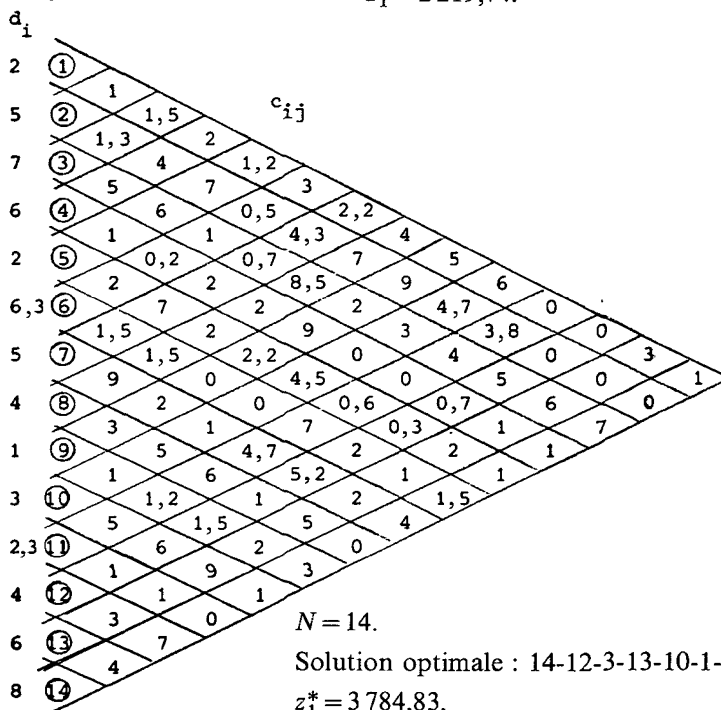 d_i
2 ①
1
5 ② 1,5 c_ij
1,3 2
7 ③ 4 1,2
5 7 3
6 ④ 6 0,5 2,2
1 1 4,3 4
2 ⑤ 0,2 0,7 7 5
2 2 8,5 9 6
6,3 ⑥ 7 2 2 4,7 0
1,5 2 9 3 3,8 0
5 ⑦ 1,5 2,2 0 4 0 3
9 0 4,5 0 5 0 1
4 ⑧ 2 0 0,6 0,7 6 0
3 1 7 0,3 1 7
1 ⑨ 5 4,7 2 2 1
1 6 5,2 1 1
3 ⑩ 1,2 1 2 1,5
5 1,5 5 4
2,3 ⑪ 6 2 0
1 9 3
4 ⑫ 1 1
3 0
N = 14.
6 ⑬ 7
Solution optimale : 14-12-3-13-10-1-
4
8 ⑭
z_i^* = 3 784,83.